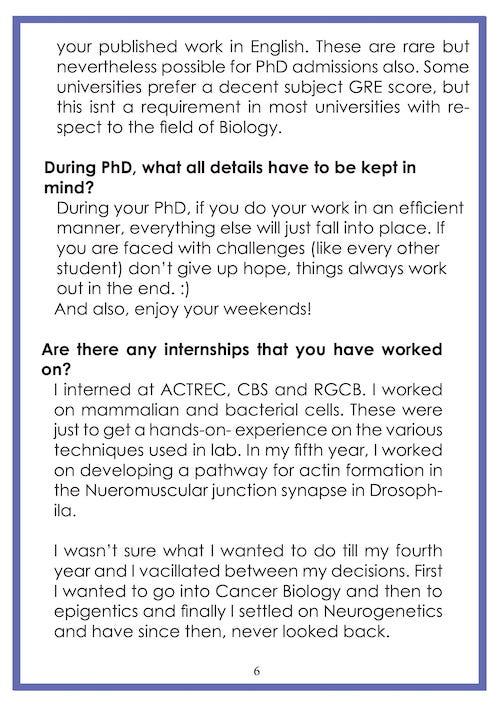 your published work in English. These are rare but
nevertheless possible for PhD admissions also. Some
universities prefer a decent subject GRE score, but
this isnt a requirement in most universities with re-
spect to the field of Biology.
During PhD, what all details have to be kept in
mind?
During your PhD, if you do your work in an efficient
manner, everything else will just fall into place. If
you are faced with challenges (like every other
student) don't give up hope, things always work
out in the end. :)
And also, enjoy your weekends!
Are there any internships that you have worked
on?
I interned at ACTREC, CBS and RGCB. I worked
on mammalian and bacterial cells. These were
just to get a hands-on- experience on the various
techniques used in lab. In my fifth year, I worked
on developing a pathway for actin formation in
the Nueromuscular junction synapse in Drosoph-
ila.
I wasn't sure what I wanted to do till my fourth
year and I vacillated between my decisions. First
I wanted to go into Cancer Biology and then to
epigentics and finally I settled on Neurogenetics
and have since then, never looked back.
6